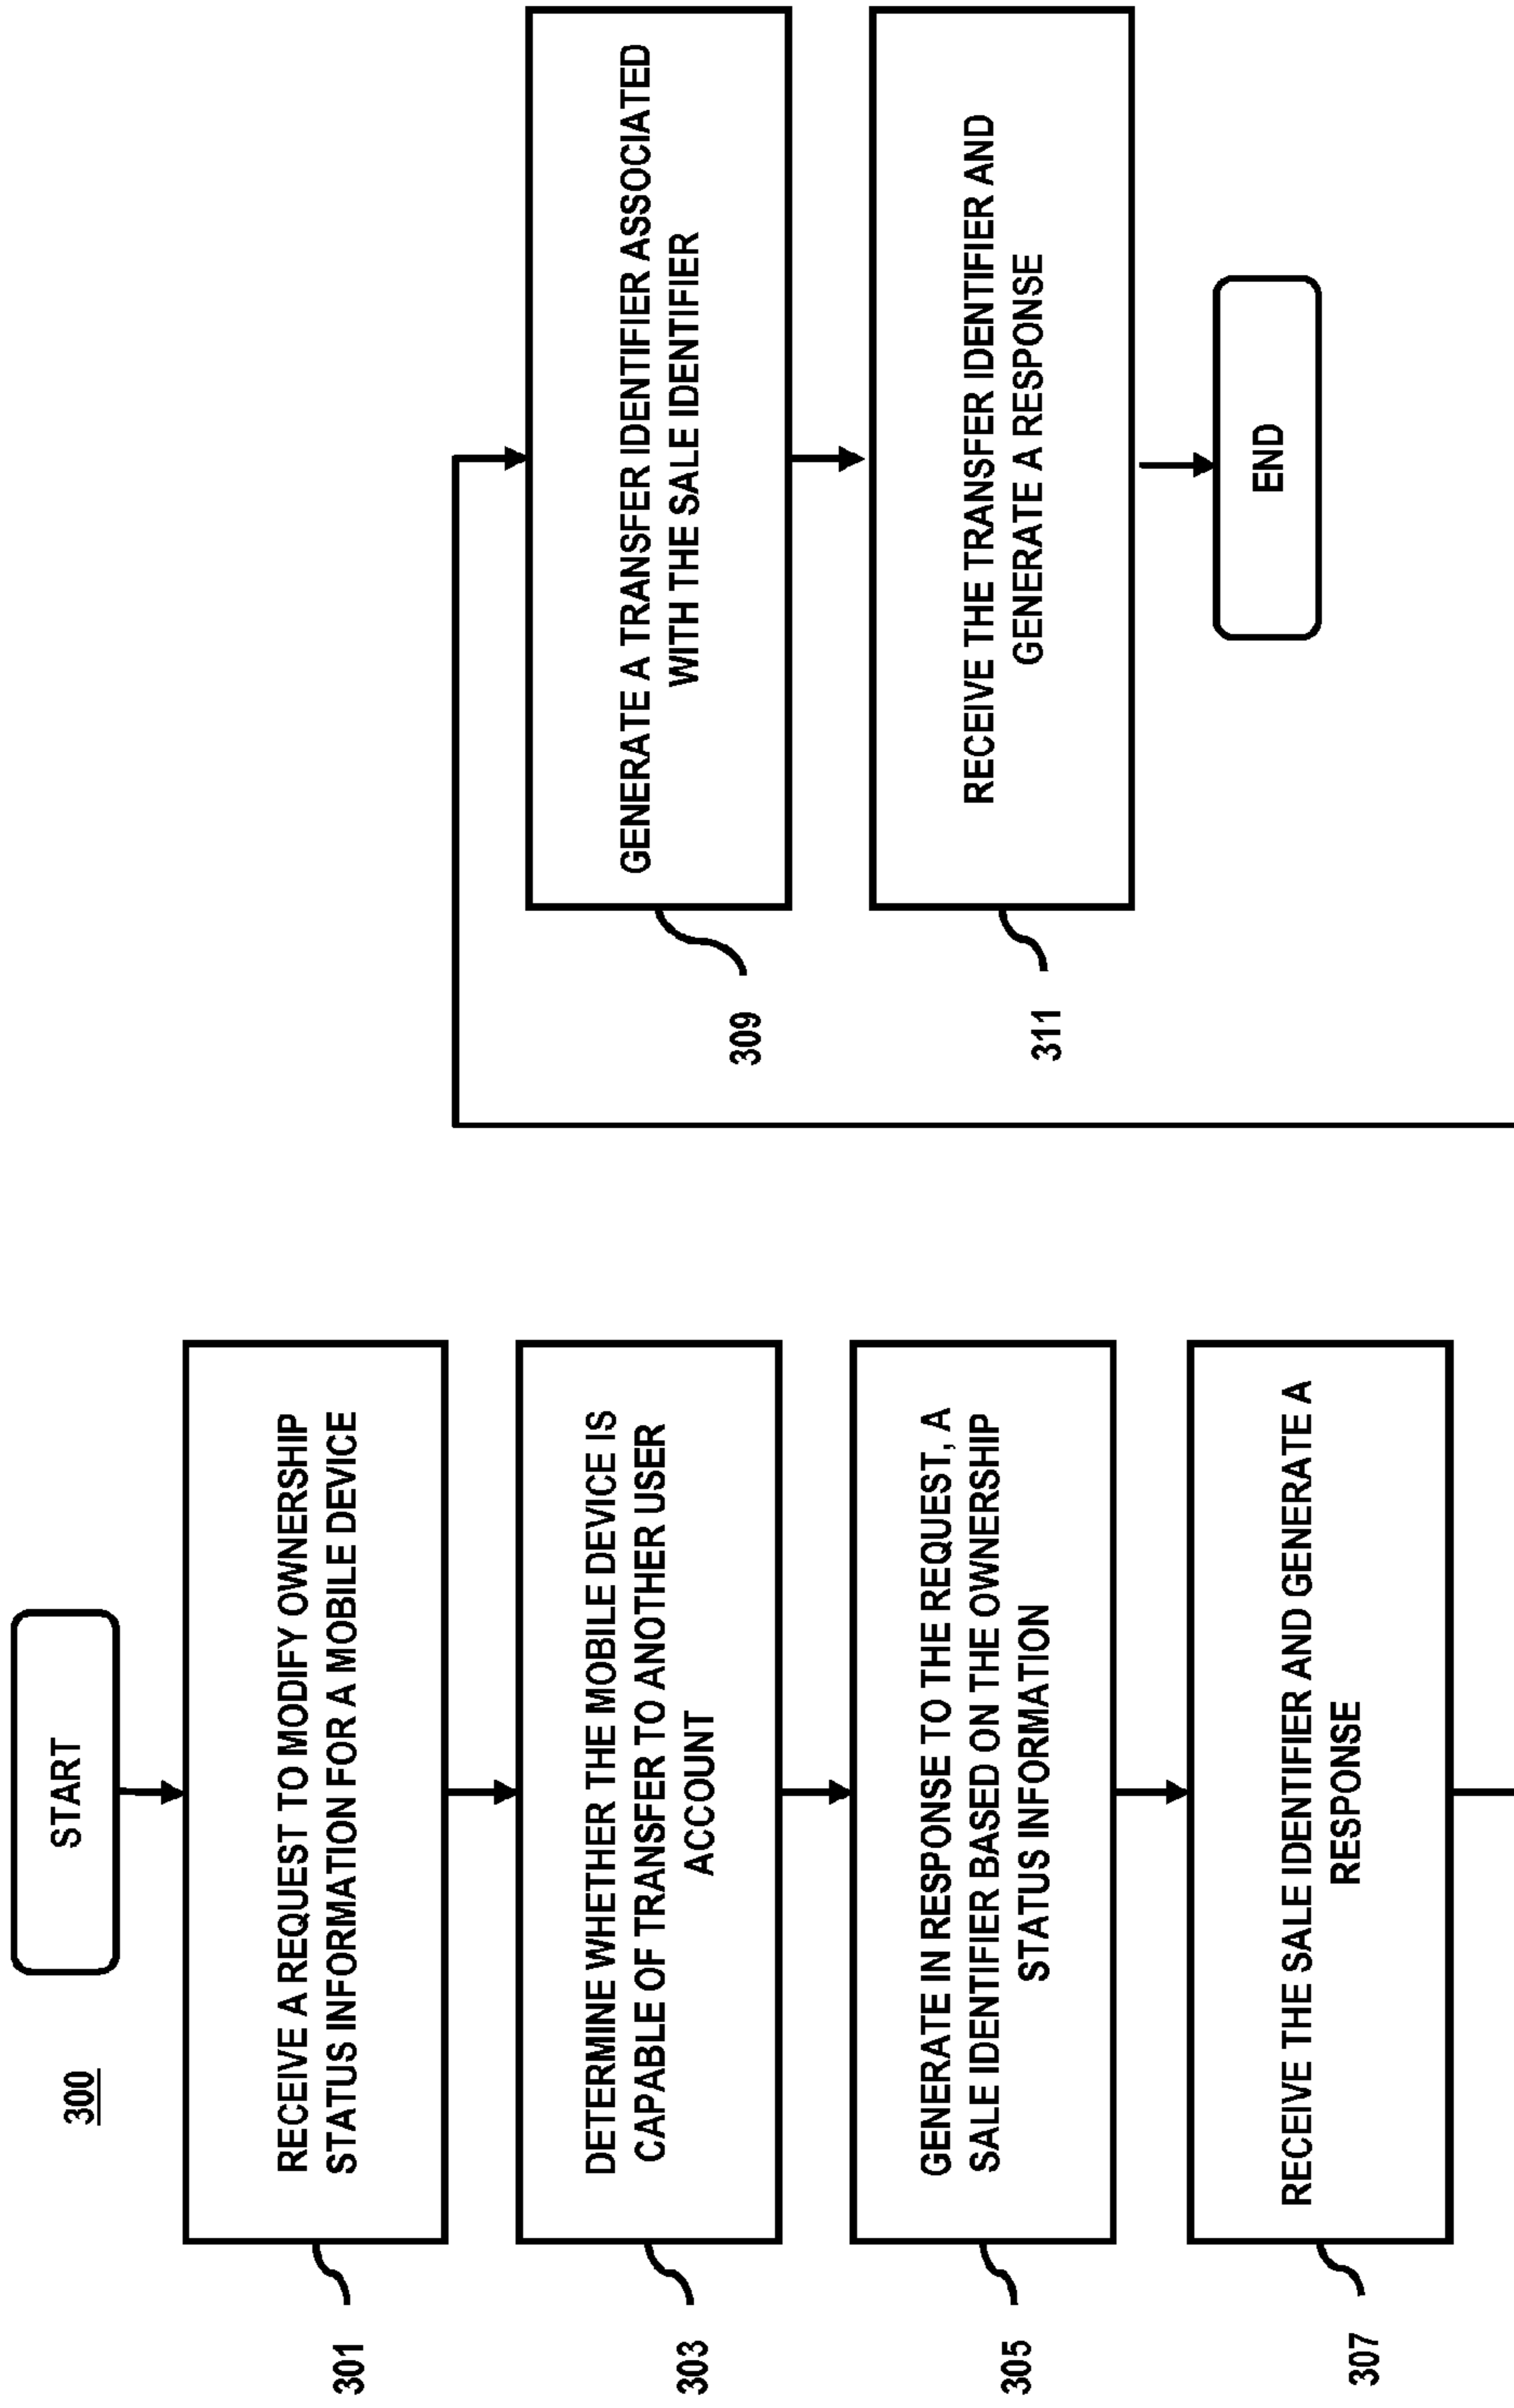 300
START
RECEIVE A REQUEST TO MODIFY OWNERSHIP
STATUS INFORMATION FOR A MOBILE DEVICE
301
DETERMINE WHETHER THE MOBILE DEVICE IS
CAPABLE OF TRANSFER TO ANOTHER USER
ACCOUNT
303
GENERATE IN RESPONSE TO THE REQUEST, A
SALE IDENTIFIER BASED ON THE OWNERSHIP
STATUS INFORMATION
305
RECEIVE THE SALE IDENTIFIER AND GENERATE A
RESPONSE
307
GENERATE A TRANSFER IDENTIFIER ASSOCIATED
WITH THE SALE IDENTIFIER
309
RECEIVE THE TRANSFER IDENTIFIER AND
GENERATE A RESPONSE
311
END